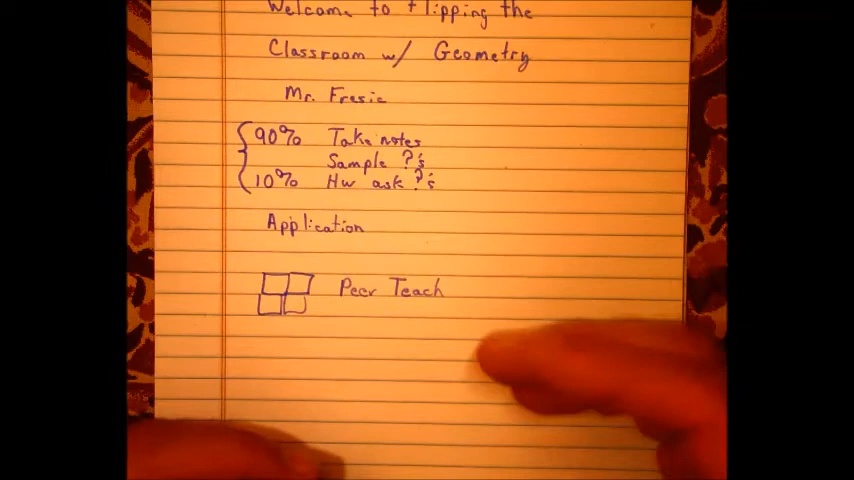 Welcome to Flipping the
Classroom w/ Geometry
Mr. Fresie
90% Take notes
Sample ?'s
10% Hw ask ?'s
Application
Peer Teach